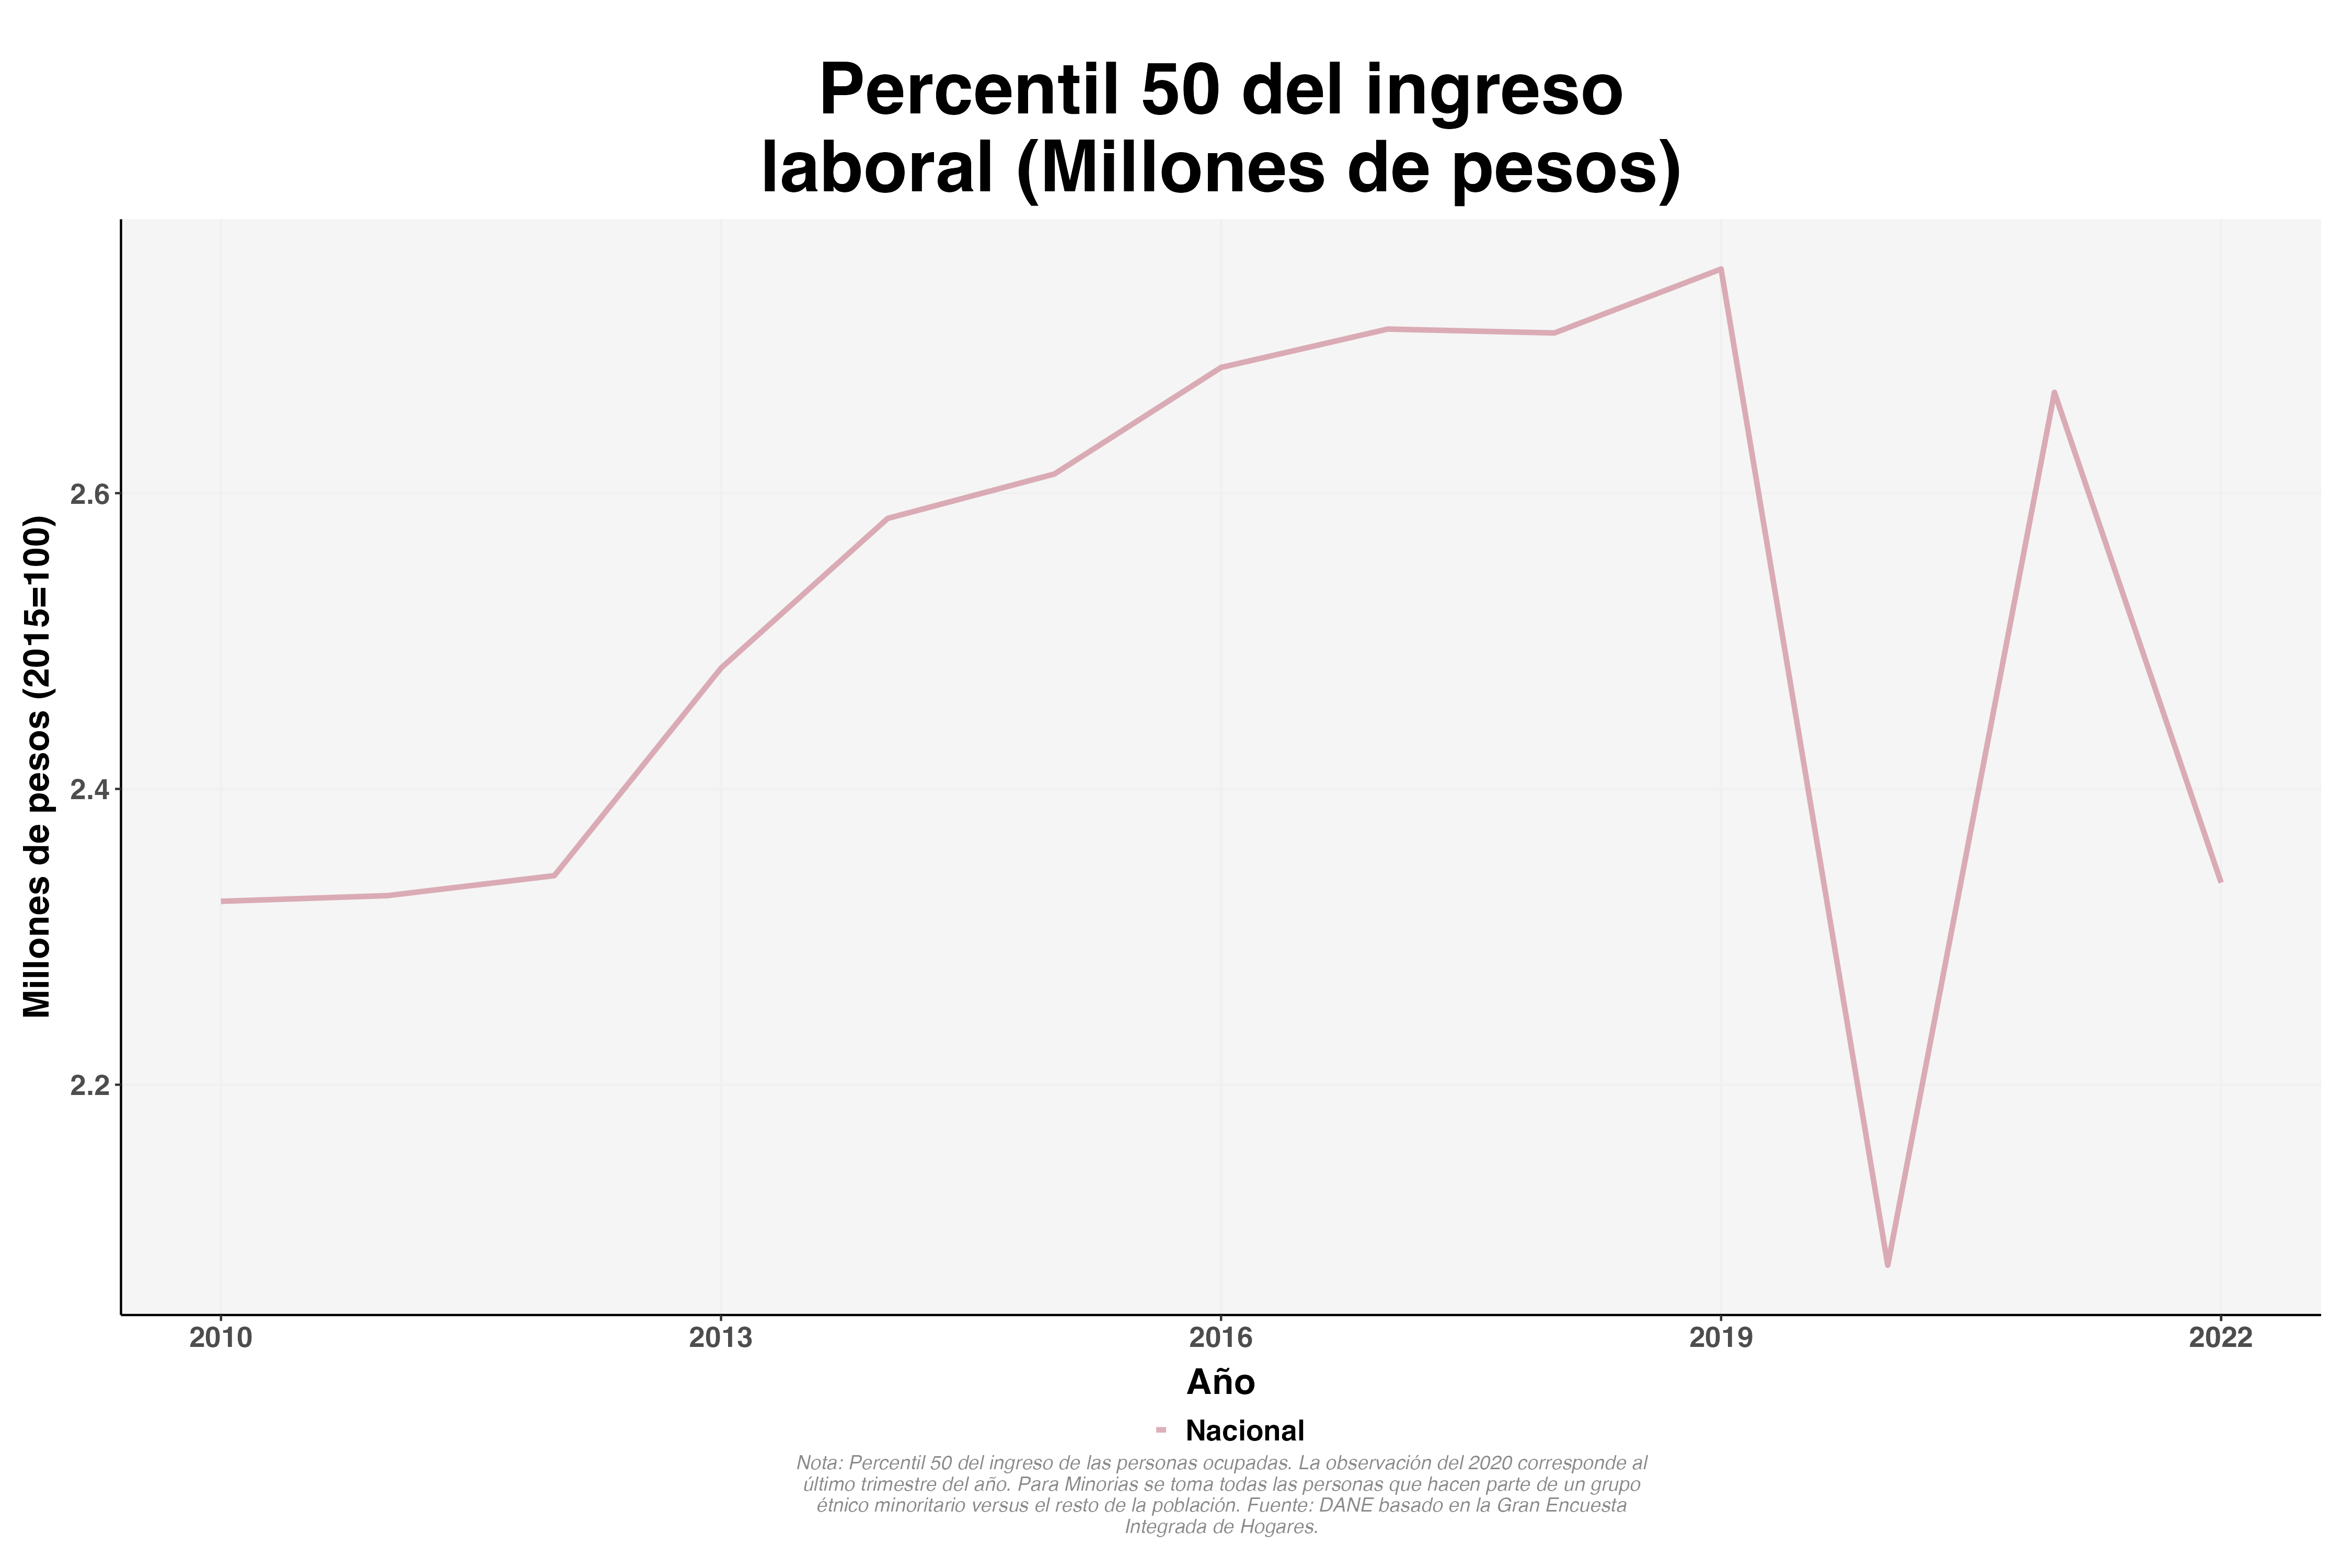 Percentil 50 del ingreso
laboral (Millones de pesos)
Millones de pesos (2015=100)
2.6
2.4
2.2
2010
2013
2016
2019
2022
Año
Nacional
Nota: Percentil 50 del ingreso de las personas ocupadas. La observación del 2020 corresponde al
último trimestre del año. Para Minorias se toma todas las personas que hacen parte de un grupo
étnico minoritario versus el resto de la población. Fuente: DANE basado en la Gran Encuesta
Integrada de Hogares.